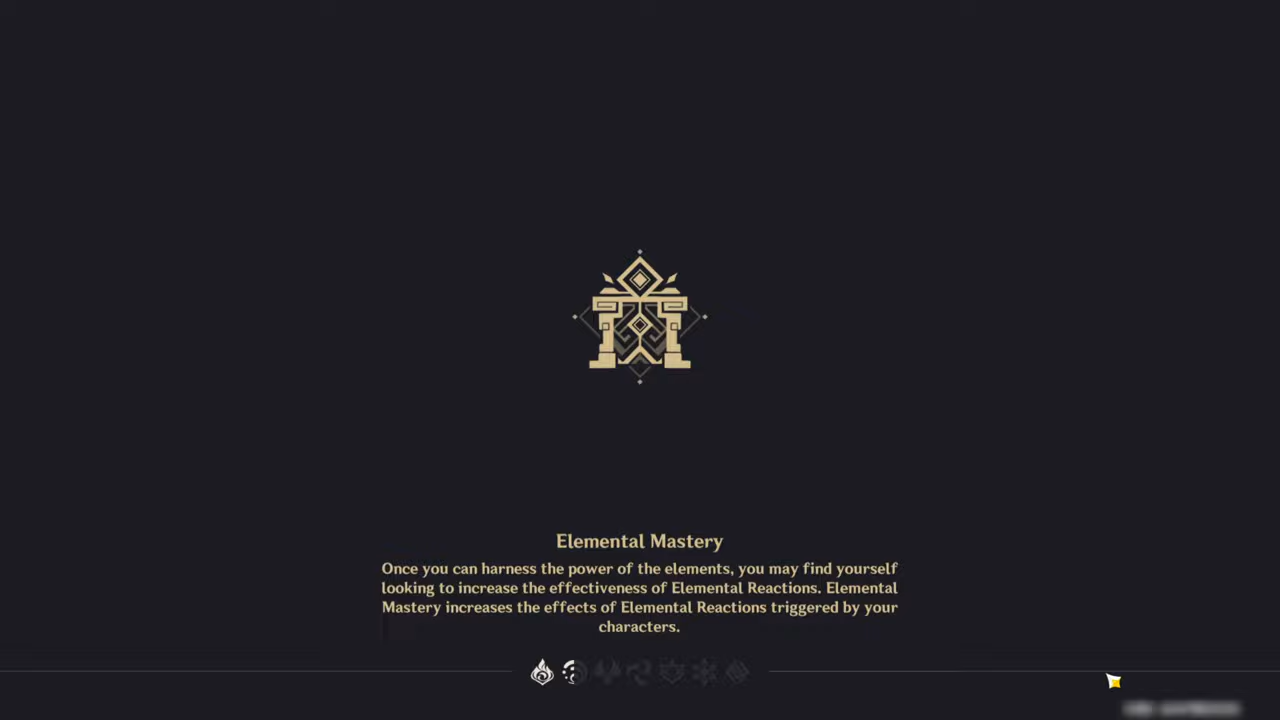 Elemental Mastery
Once you can harness the power of the elements, you may find yourself
looking to increase the effectiveness of Elemental Reactions. Elemental
Mastery increases the effects of Elemental Reactions triggered by your
characters.